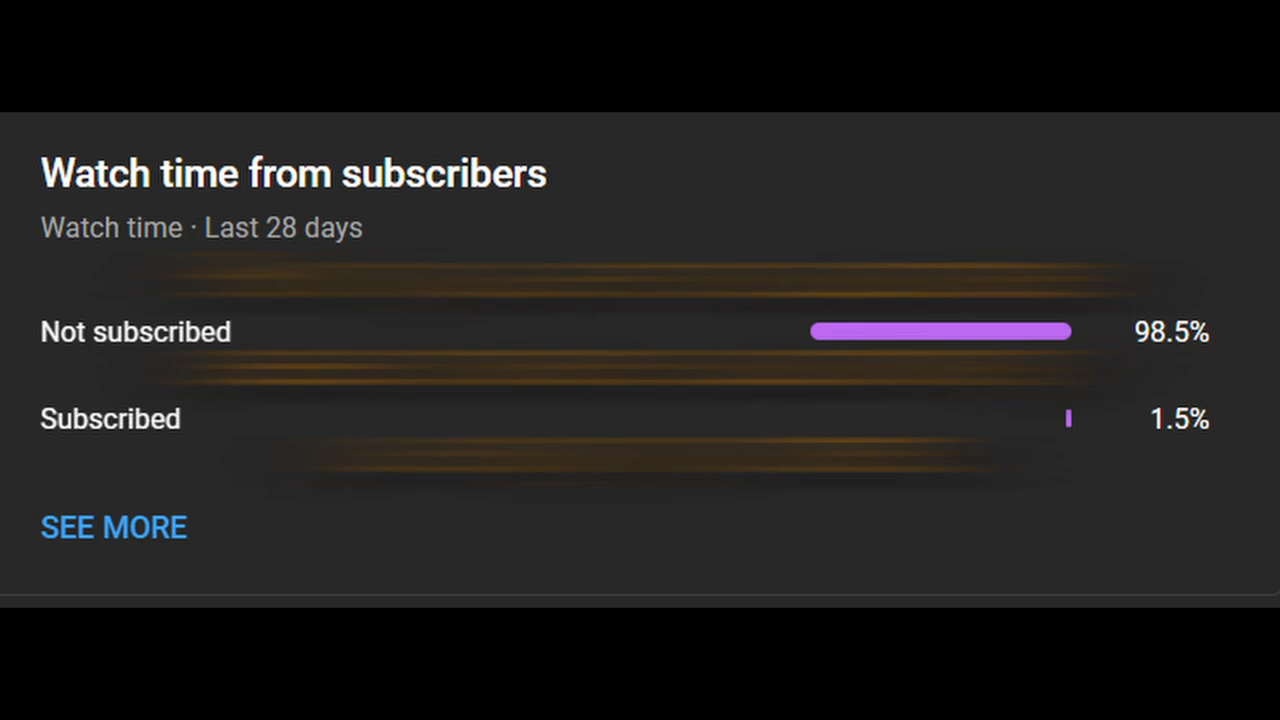 Watch time from subscribers
Watch time · Last 28 days
Not subscribed 98.5%
Subscribed 1.5%
SEE MORE